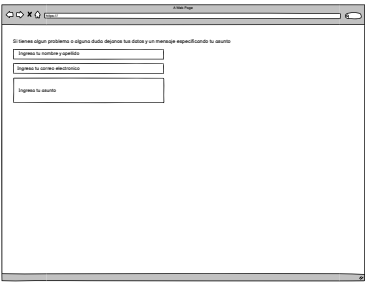 A Web Page
https://
Si tienes algun problema o alguna duda dejanos tus datos y un mensaje especificando tu asunto
Ingresa tu nombre y apellido
Ingresa tu correo electronico
Ingresa tu asunto